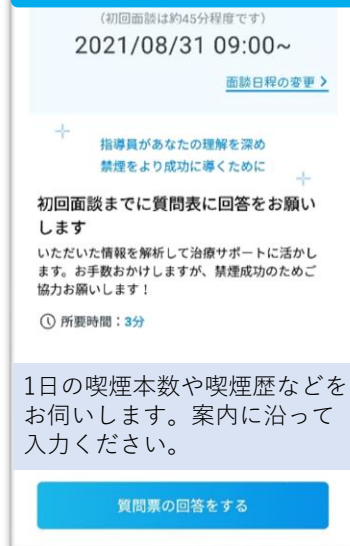 (初回面談は約45分程度です)
2021/08/31 09:00~
面談日程の変更 >
指導員があなたの理解を深め
禁煙をより成功に導くために
初回面談までに質問表に回答をお願い
します
いただいた情報を解析して治療サポートに活かし
ます。お手数おかけしますが、禁煙成功のためご
協力お願いします!
所要時間:3分
1日の喫煙本数や喫煙歴などを
お伺いします。案内に沿って
入力ください。
質問票の回答をする